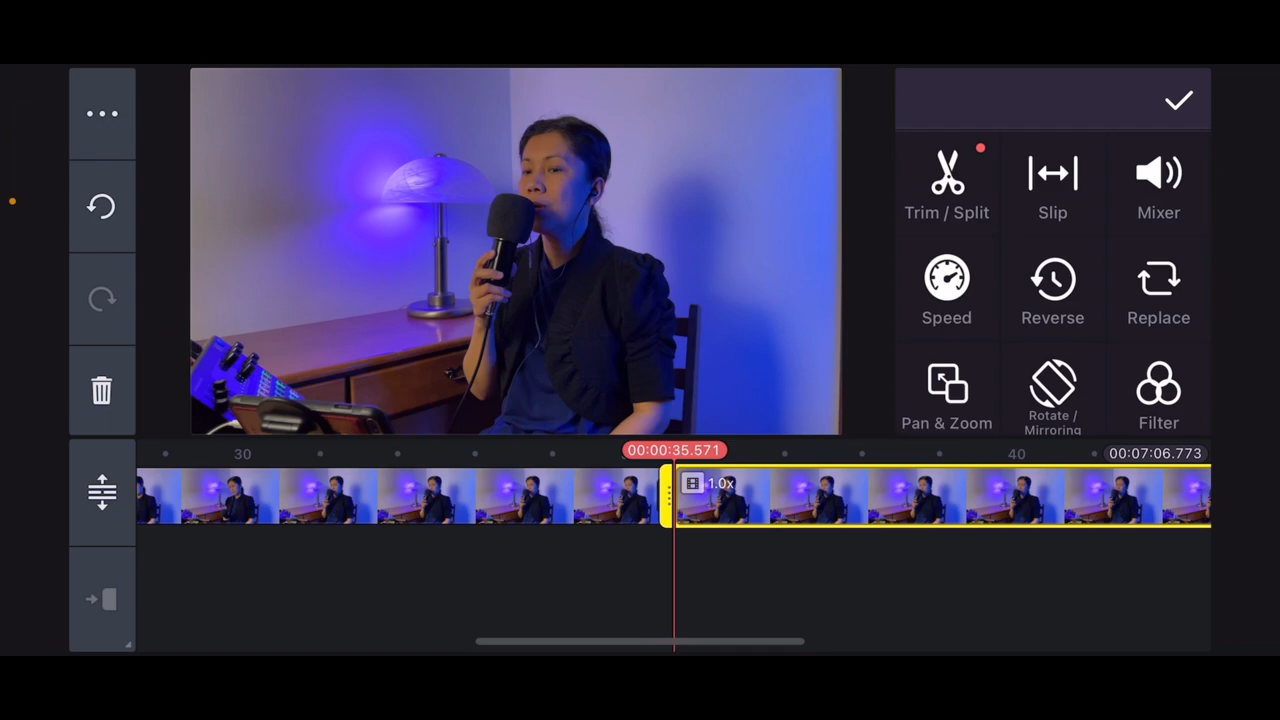 Trim / Split
Slip
Mixer
Speed
Reverse
Replace
Pan & Zoom
Rotate /
Mirroring
Filter
30
00:00:35.571
40
00:07:06.773
1.0x